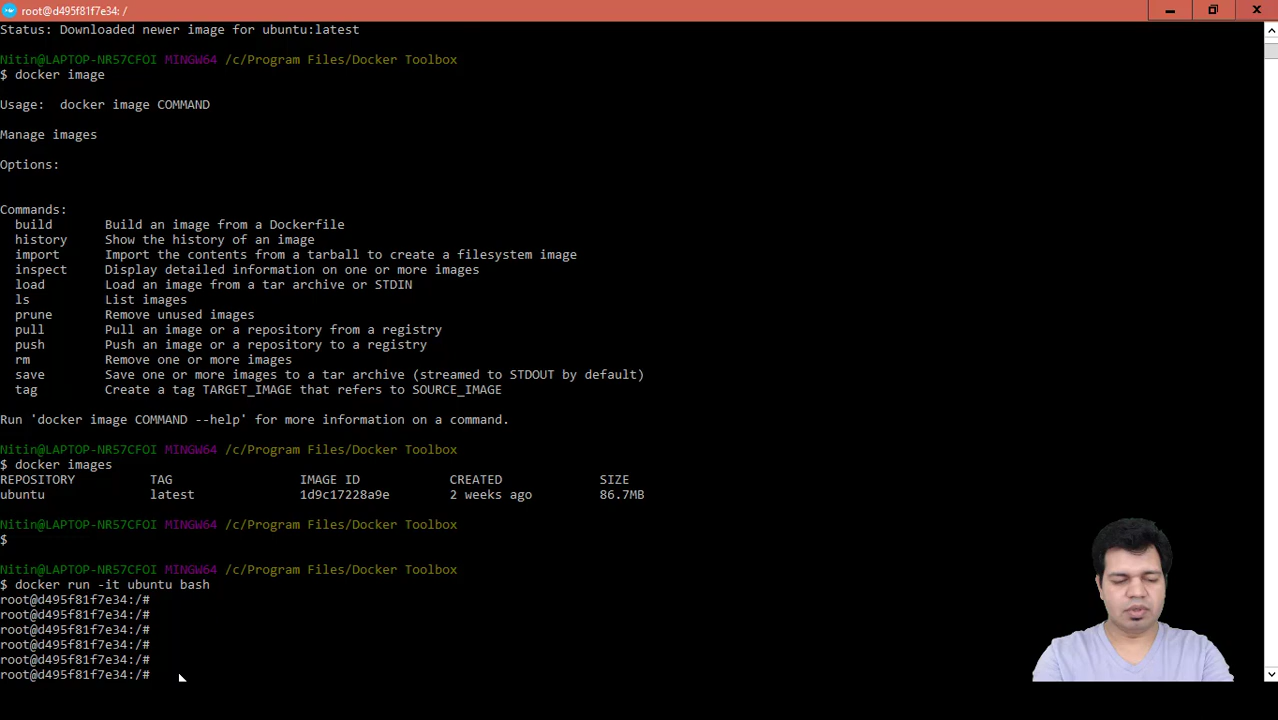 root@d495f81f7e34: /
Status: Downloaded newer image for ubuntu:latest
Nitin@LAPTOP-NR57CFOI MINGW64 /c/Program Files/Docker Toolbox
$ docker image
Usage:  docker image COMMAND
Manage images
Options:
Commands:
  build       Build an image from a Dockerfile
  history     Show the history of an image
  import      Import the contents from a tarball to create a filesystem image
  inspect     Display detailed information on one or more images
  load        Load an image from a tar archive or STDIN
  ls          List images
  prune       Remove unused images
  pull        Pull an image or a repository from a registry
  push        Push an image or a repository to a registry
  rm          Remove one or more images
  save        Save one or more images to a tar archive (streamed to STDOUT by default)
  tag         Create a tag TARGET_IMAGE that refers to SOURCE_IMAGE
Run 'docker image COMMAND --help' for more information on a command.
Nitin@LAPTOP-NR57CFOI MINGW64 /c/Program Files/Docker Toolbox
$ docker images
REPOSITORY          TAG                 IMAGE ID            CREATED             SIZE
ubuntu              latest              1d9c17228a9e        2 weeks ago         86.7MB
Nitin@LAPTOP-NR57CFOI MINGW64 /c/Program Files/Docker Toolbox
$
Nitin@LAPTOP-NR57CFOI MINGW64 /c/Program Files/Docker Toolbox
$ docker run -it ubuntu bash
root@d495f81f7e34:/#
root@d495f81f7e34:/#
root@d495f81f7e34:/#
root@d495f81f7e34:/#
root@d495f81f7e34:/#
root@d495f81f7e34:/#